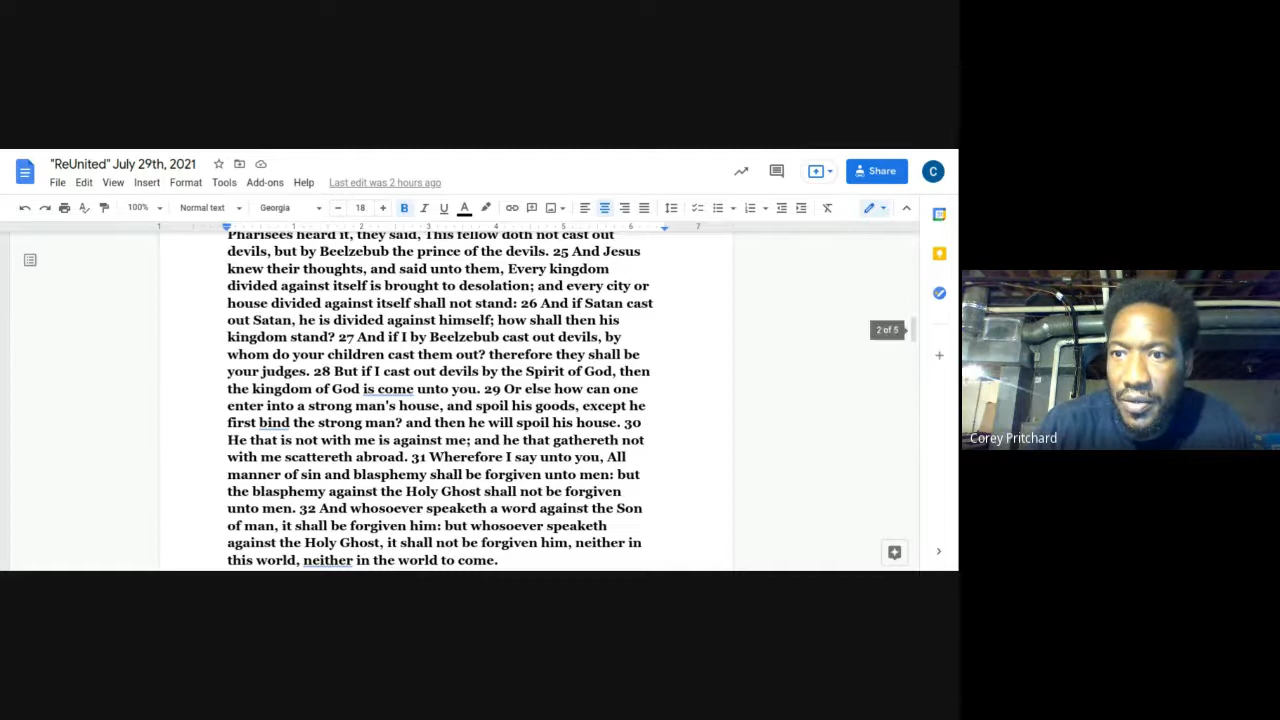 "ReUnited" July 29th, 2021
File Edit View Insert Format Tools Add-ons Help Last edit was 2 hours ago
Share
C
100% Normal text Georgia 18 B I U A
1 1 2 3 4 5 6 7
Pharisees heard it, they said, This fellow doth not cast out
devils, but by Beelzebub the prince of the devils. 25 And Jesus
knew their thoughts, and said unto them, Every kingdom
divided against itself is brought to desolation; and every city or
house divided against itself shall not stand: 26 And if Satan cast
out Satan, he is divided against himself; how shall then his
kingdom stand? 27 And if I by Beelzebub cast out devils, by
whom do your children cast them out? therefore they shall be
your judges. 28 But if I cast out devils by the Spirit of God, then
the kingdom of God is come unto you. 29 Or else how can one
enter into a strong man's house, and spoil his goods, except he
first bind the strong man? and then he will spoil his house. 30
He that is not with me is against me; and he that gathereth not
with me scattereth abroad. 31 Wherefore I say unto you, All
manner of sin and blasphemy shall be forgiven unto men: but
the blasphemy against the Holy Ghost shall not be forgiven
unto men. 32 And whosoever speaketh a word against the Son
of man, it shall be forgiven him: but whosoever speaketh
against the Holy Ghost, it shall not be forgiven him, neither in
this world, neither in the world to come.
2 of 5
Corey Pritchard